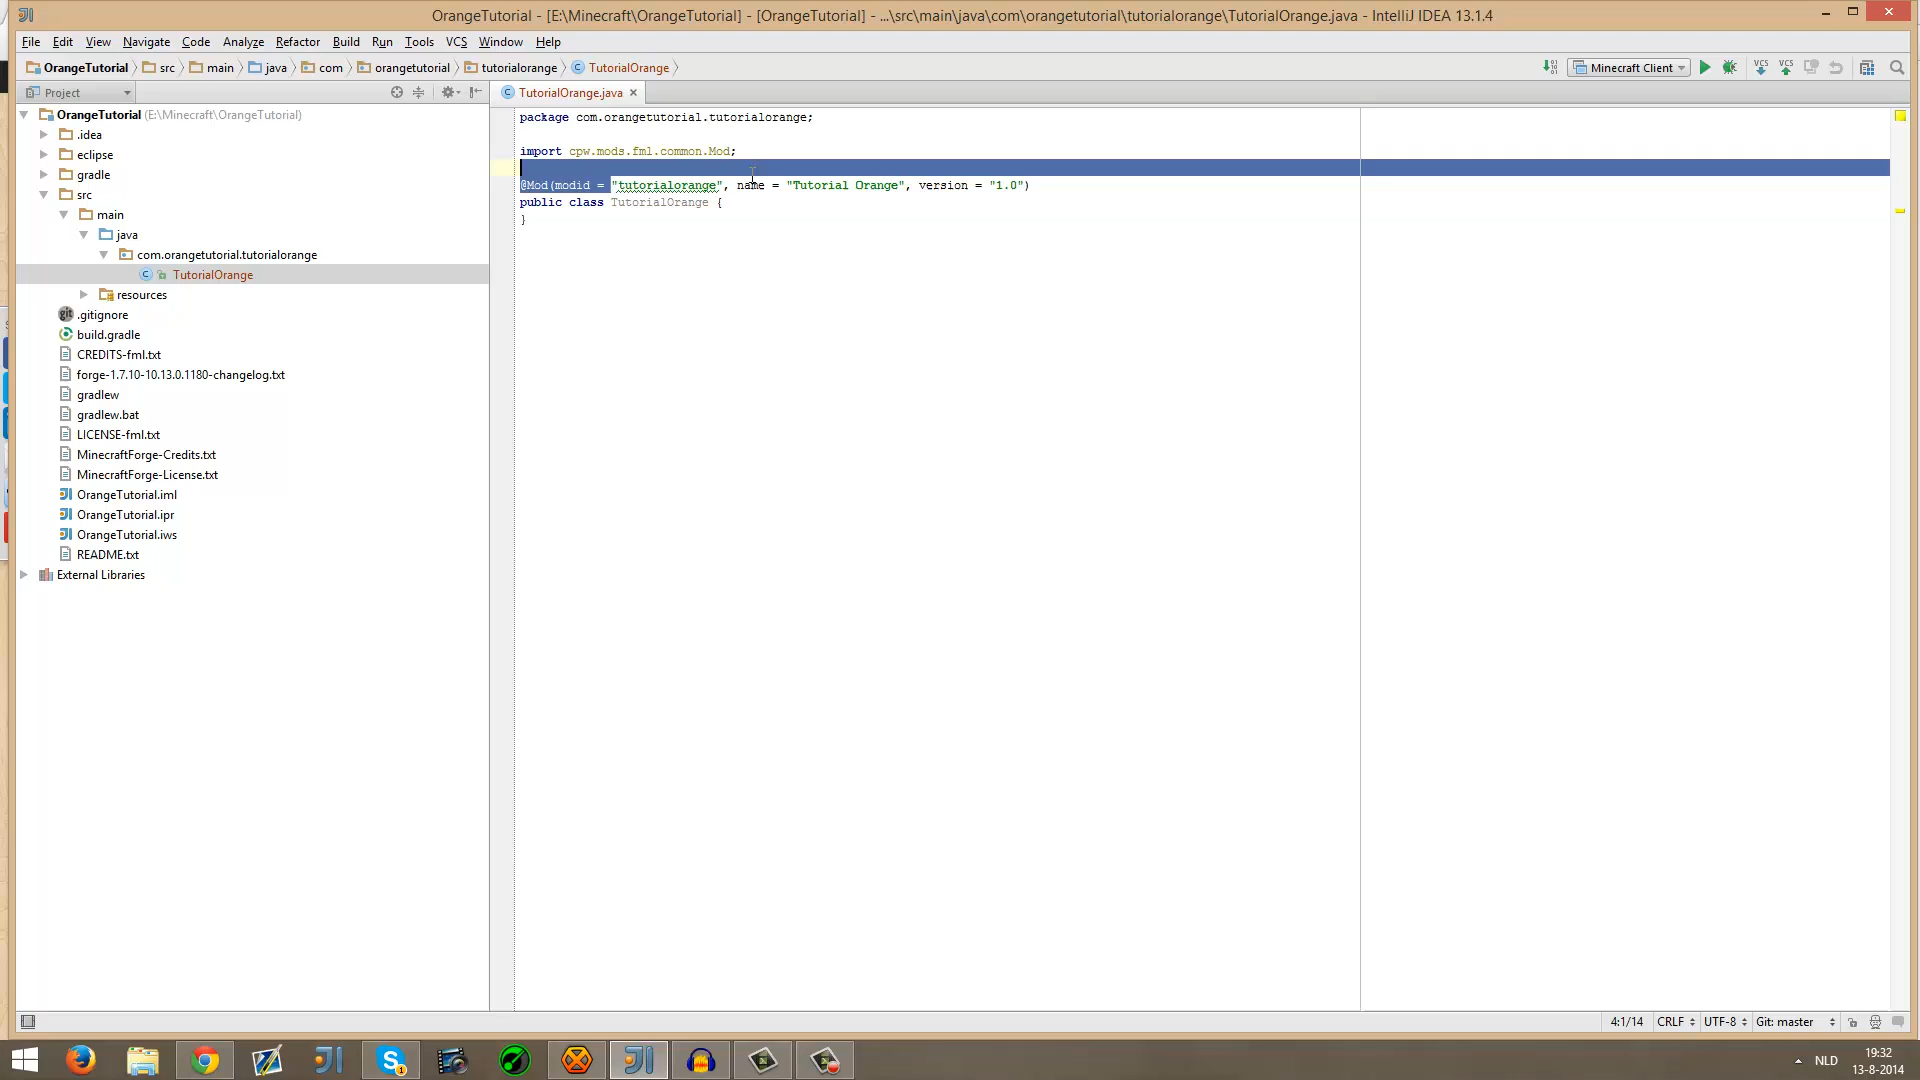 OrangeTutorial - [E:\Minecraft\OrangeTutorial] - [OrangeTutorial] - ...\src\main\java\com\orangetutorial\tutorialorange\TutorialOrange.java - IntelliJ IDEA 13.1.4
File Edit View Navigate Code Analyze Refactor Build Run Tools VCS Window Help
OrangeTutorial src main java com orangetutorial tutorialorange TutorialOrange Minecraft Client VCS VCS
Project TutorialOrange.java
OrangeTutorial (E:\Minecraft\OrangeTutorial)
.idea
eclipse
gradle
src
main
java
com.orangetutorial.tutorialorange
TutorialOrange
resources
.gitignore
build.gradle
CREDITS-fml.txt
forge-1.7.10-10.13.0.1180-changelog.txt
gradlew
gradlew.bat
LICENSE-fml.txt
MinecraftForge-Credits.txt
MinecraftForge-License.txt
OrangeTutorial.iml
OrangeTutorial.ipr
OrangeTutorial.iws
README.txt
External Libraries
package com.orangetutorial.tutorialorange;
import cpw.mods.fml.common.Mod;
@Mod(modid = "tutorialorange", name = "Tutorial Orange", version = "1.0")
public class TutorialOrange {
}
4:1/14 CRLF UTF-8 Git: master
NLD
19:32
13-8-2014